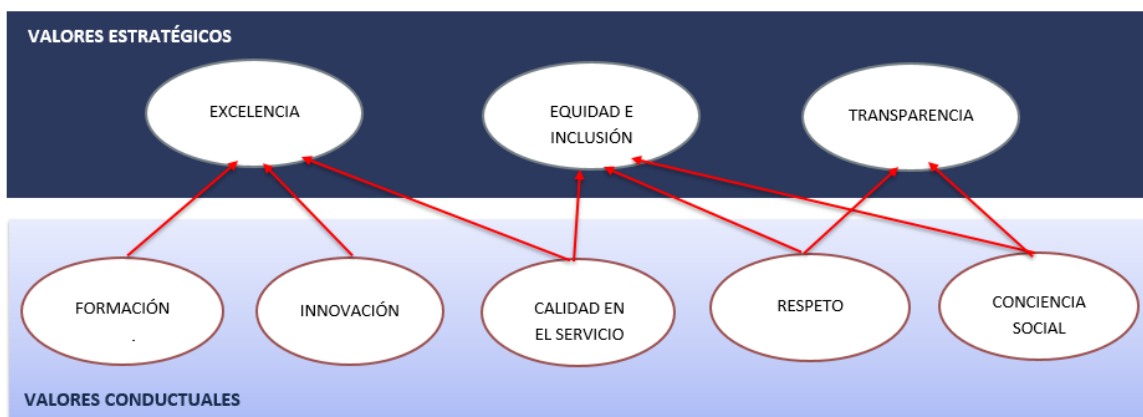 VALORES ESTRATÉGICOS
EXCELENCIA
EQUIDAD E
INCLUSIÓN
TRANSPARENCIA
FORMACIÓN
.
INNOVACIÓN
CALIDAD EN
EL SERVICIO
RESPETO
CONCIENCIA
SOCIAL
VALORES CONDUCTUALES